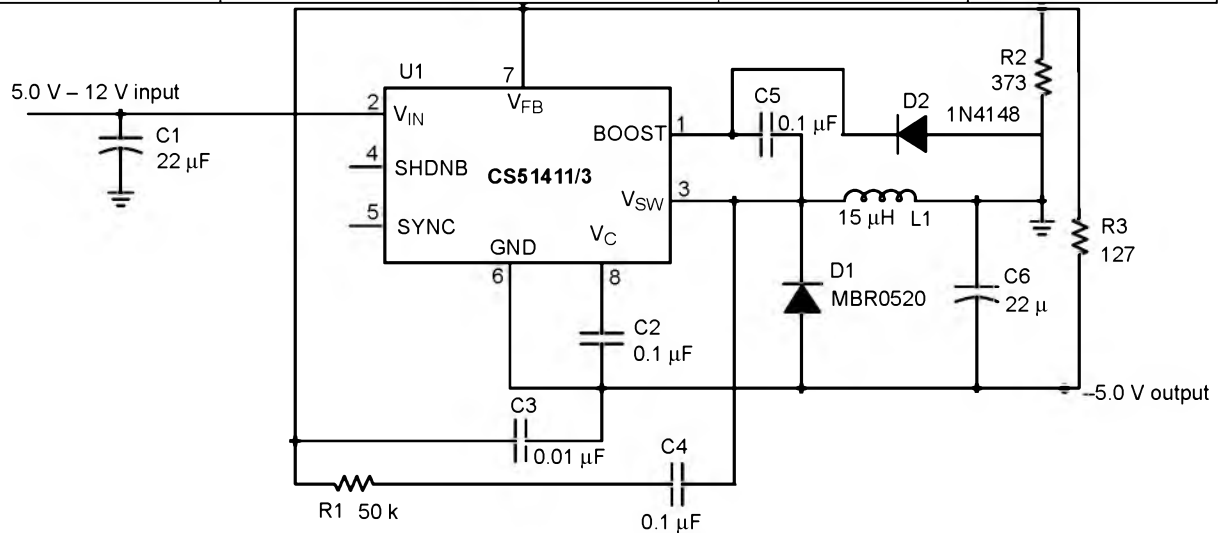 U1
7
R2
373
5.0 V – 12 V input
2
VIN
VFB
C5
0.1 μF
D2
1N4148
BOOST
1
C1
22 μF
4
SHDNB
CS51411/3
VSW
3
5
SYNC
VC
15 μH
L1
R3
127
GND
6
8
D1
MBR0520
C6
22 μ
C2
0.1 μF
–5.0 V output
C3
0.01 μF
C4
R1
50 k
0.1 μF